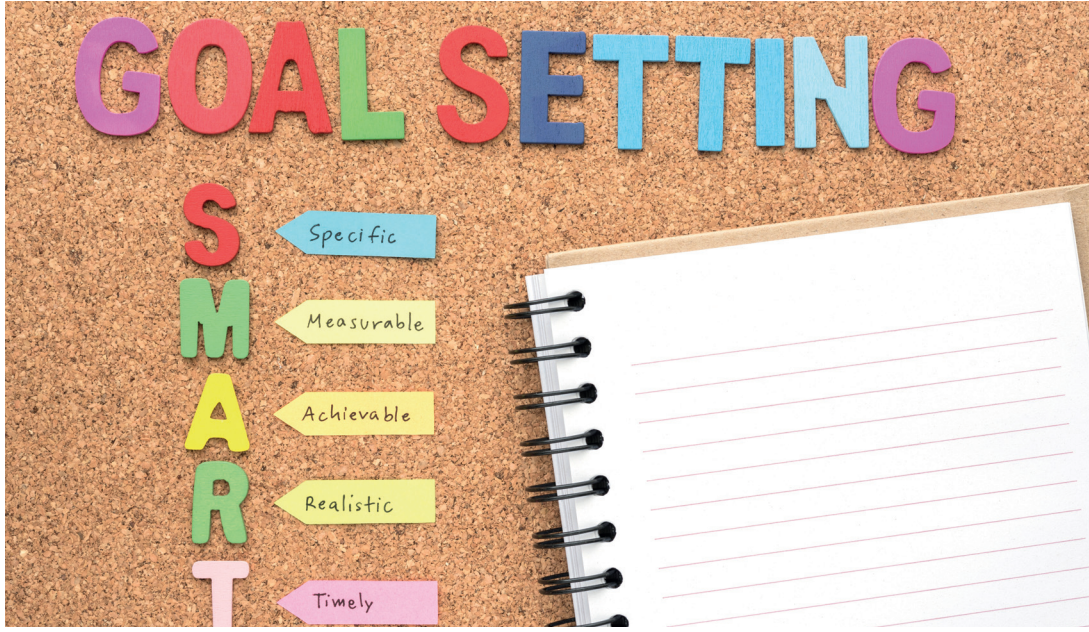 GOAL SETTING
S Specific
M Measurable
A Achievable
R Realistic
T Timely